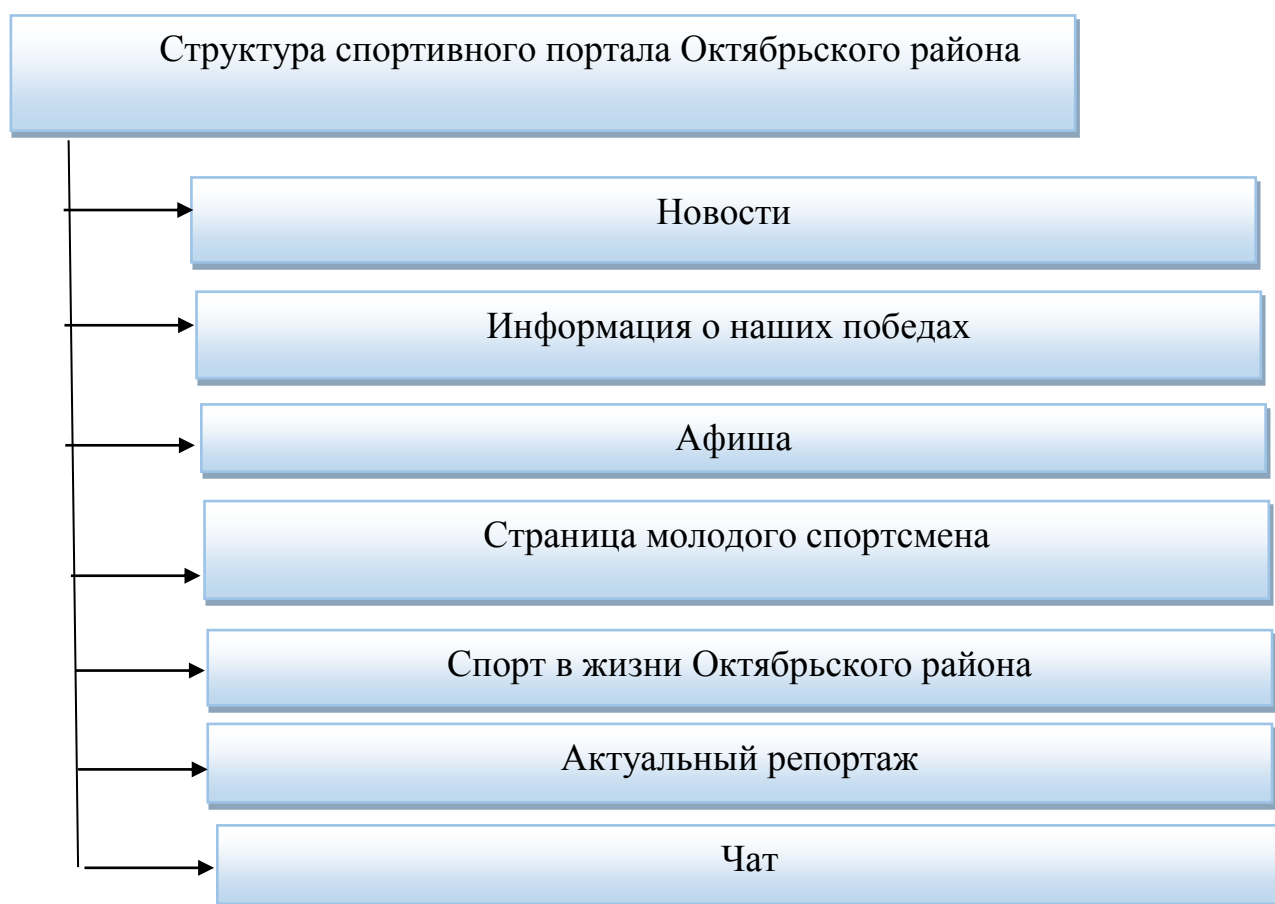 Структура спортивного портала Октябрьского района
Новости
Информация о наших победах
Афиша
Страница молодого спортсмена
Спорт в жизни Октябрьского района
Актуальный репортаж
Чат